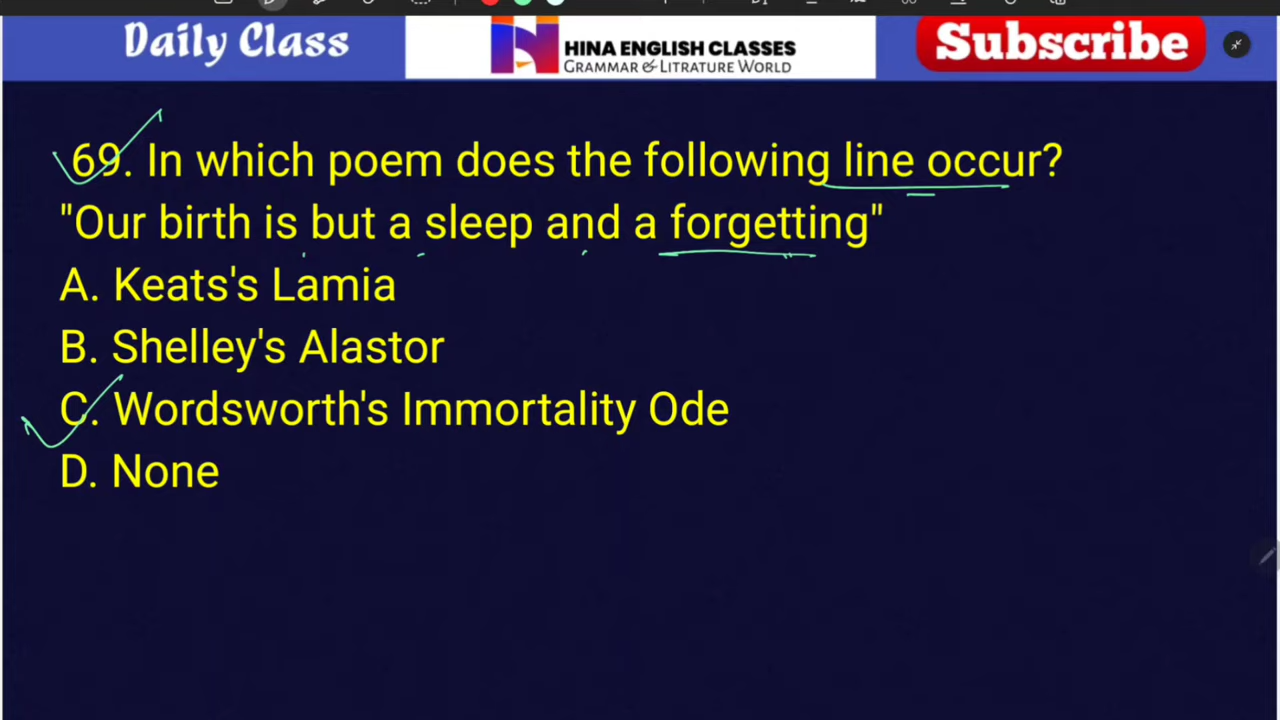 Daily Class
HINA ENGLISH CLASSES
GRAMMAR & LITRATURE WORLD
Subscribe
69. In which poem does the following line occur?
"Our birth is but a sleep and a forgetting"
A. Keats's Lamia
B. Shelley's Alastor
C. Wordsworth's Immortality Ode
D. None